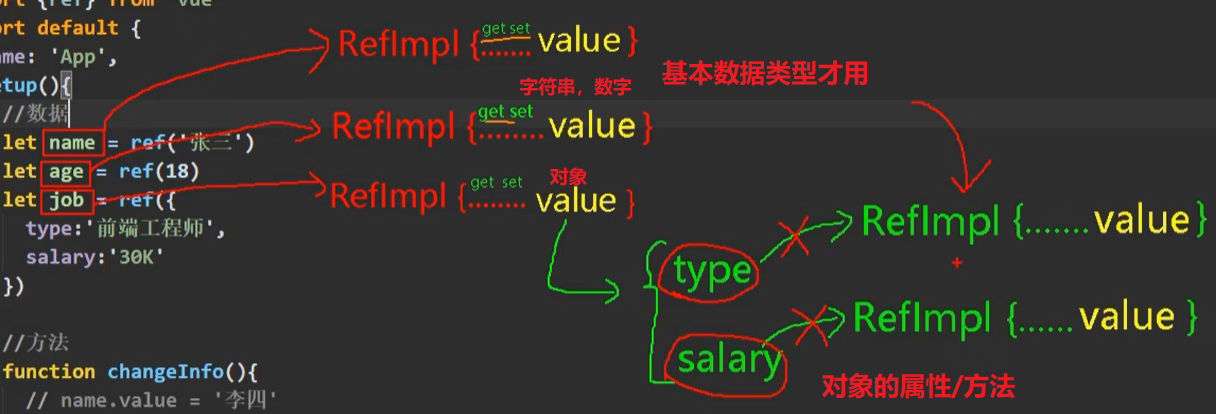 ort {ref} from 'vue'
ort default {
ame: 'App',
etup(){
//数据
let name = ref('张三')
let age = ref(18)
let job = ref({
type:'前端工程师',
salary:'30K'
})
//方法
function changeInfo(){
// name.value = '李四'
get set
RefImpl {........ value }
基本数据类型才用
字符串，数字
get set
RefImpl {........ value }
对象
get set
RefImpl {........ value }
type
RefImpl {....... value }
salary
RefImpl {...... value }
对象的属性/方法